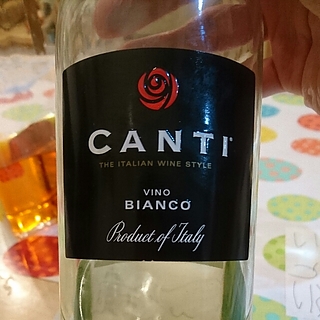 CANTI
THE ITALIAN WINE STYLE
VINO
BIANCO
Product of Italy